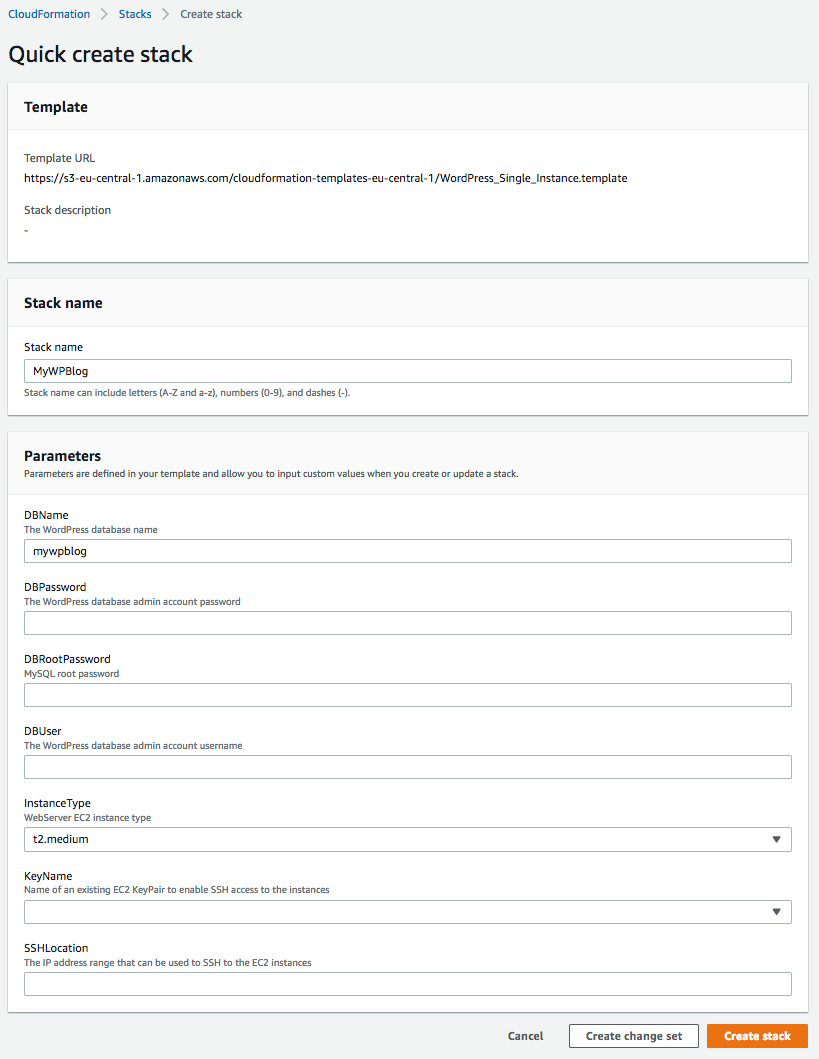 CloudFormation > Stacks > Create stack
Quick create stack
Template
Template URL
https://s3-eu-central-1.amazonaws.com/cloudformation-templates-eu-central-1/WordPress_Single_Instance.template
Stack description
-
Stack name
Stack name
MyWPBlog
Stack name can include letters (A-Z and a-z), numbers (0-9), and dashes (-).
Parameters
Parameters are defined in your template and allow you to input custom values when you create or update a stack.
DBName
The WordPress database name
mywpblog
DBPassword
The WordPress database admin account password
DBRootPassword
MySQL root password
DBUser
The WordPress database admin account username
InstanceType
WebServer EC2 instance type
t2.medium
KeyName
Name of an existing EC2 KeyPair to enable SSH access to the instances
SSHLocation
The IP address range that can be used to SSH to the EC2 instances
Cancel Create change set Create stack